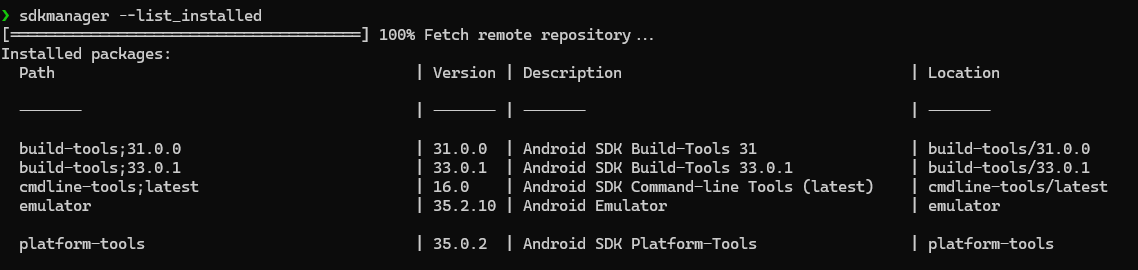 ❯ sdkmanager --list_installed
[=======================================] 100% Fetch remote repository...
Installed packages:
  Path                                        | Version | Description                                | Location
  -------                                     | ------- | -------                                    | -------
  build-tools;31.0.0                          | 31.0.0  | Android SDK Build-Tools 31                 | build-tools/31.0.0
  build-tools;33.0.1                          | 33.0.1  | Android SDK Build-Tools 33.0.1             | build-tools/33.0.1
  cmdline-tools;latest                        | 16.0    | Android SDK Command-line Tools (latest)    | cmdline-tools/latest
  emulator                                    | 35.2.10 | Android Emulator                           | emulator
  platform-tools                              | 35.0.2  | Android SDK Platform-Tools                 | platform-tools